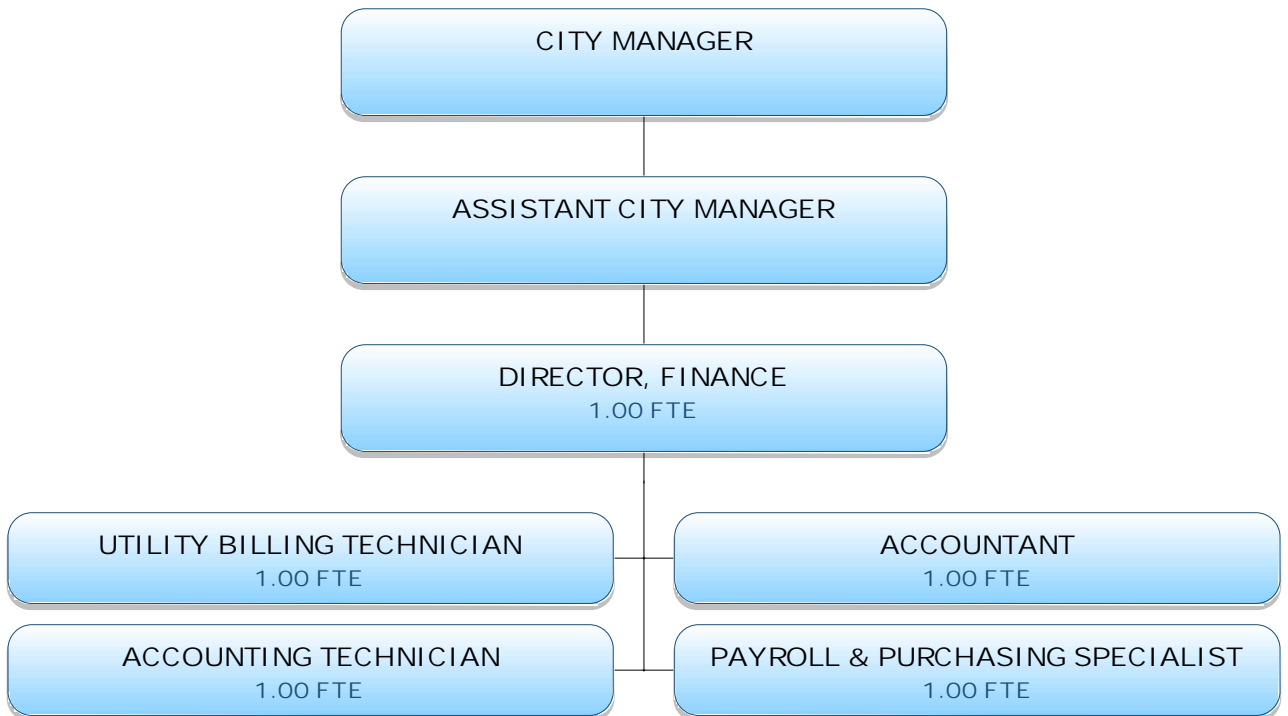 CITY MANAGER
ASSISTANT CITY MANAGER
DIRECTOR, FINANCE
1.00 FTE
UTILITY BILLING TECHNICIAN
1.00 FTE
ACCOUNTANT
1.00 FTE
ACCOUNTING TECHNICIAN
1.00 FTE
PAYROLL & PURCHASING SPECIALIST
1.00 FTE